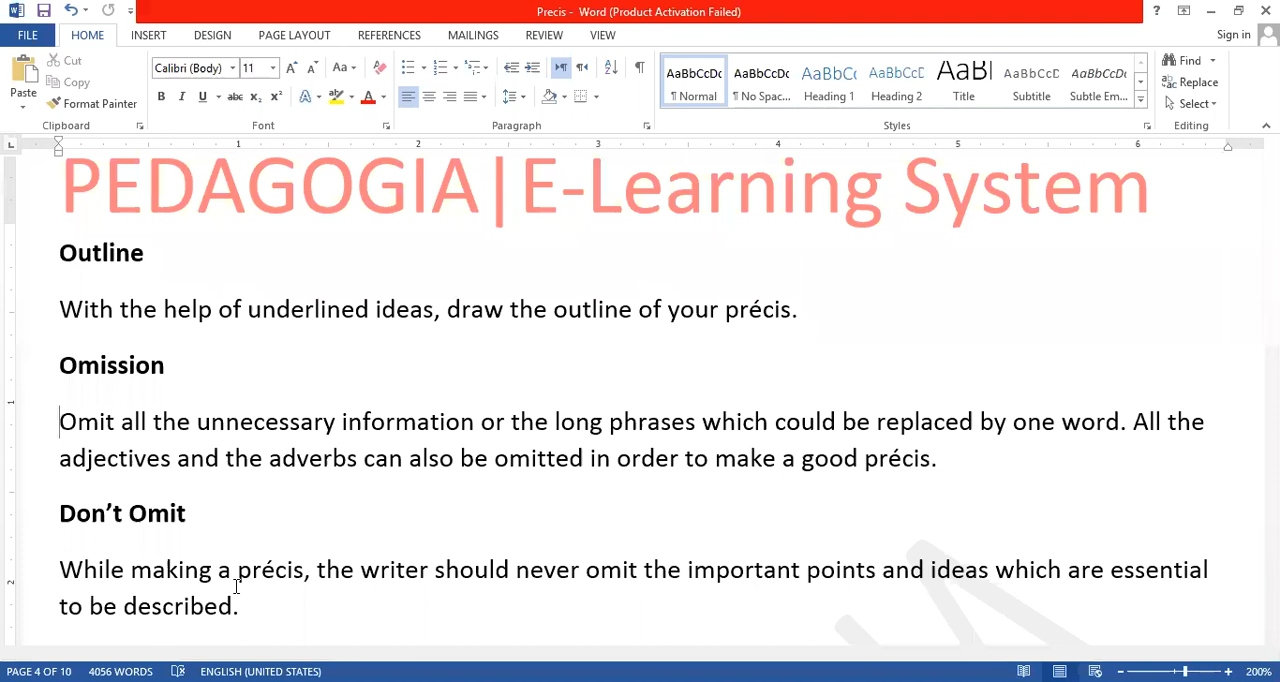 Precis - Word (Product Activation Failed)
FILE HOME INSERT DESIGN PAGE LAYOUT REFERENCES MAILINGS REVIEW VIEW Sign in
Paste Cut Copy Format Painter
Calibri (Body) 11
AaBbCcDc AaBbCcDc AaBbCc AaBbCcD AaBl AaBbCcD AaBbCcDc
¶ Normal ¶ No Spac... Heading 1 Heading 2 Title Subtitle Subtle Em...
Find Replace Select
Clipboard Font Paragraph Styles Editing
1 2 3 4 5 6
PEDAGOGIA|E-Learning System
Outline
With the help of underlined ideas, draw the outline of your précis.
Omission
Omit all the unnecessary information or the long phrases which could be replaced by one word. All the
adjectives and the adverbs can also be omitted in order to make a good précis.
Don’t Omit
While making a précis, the writer should never omit the important points and ideas which are essential
to be described.
PAGE 4 OF 10 4056 WORDS ENGLISH (UNITED STATES) 200%